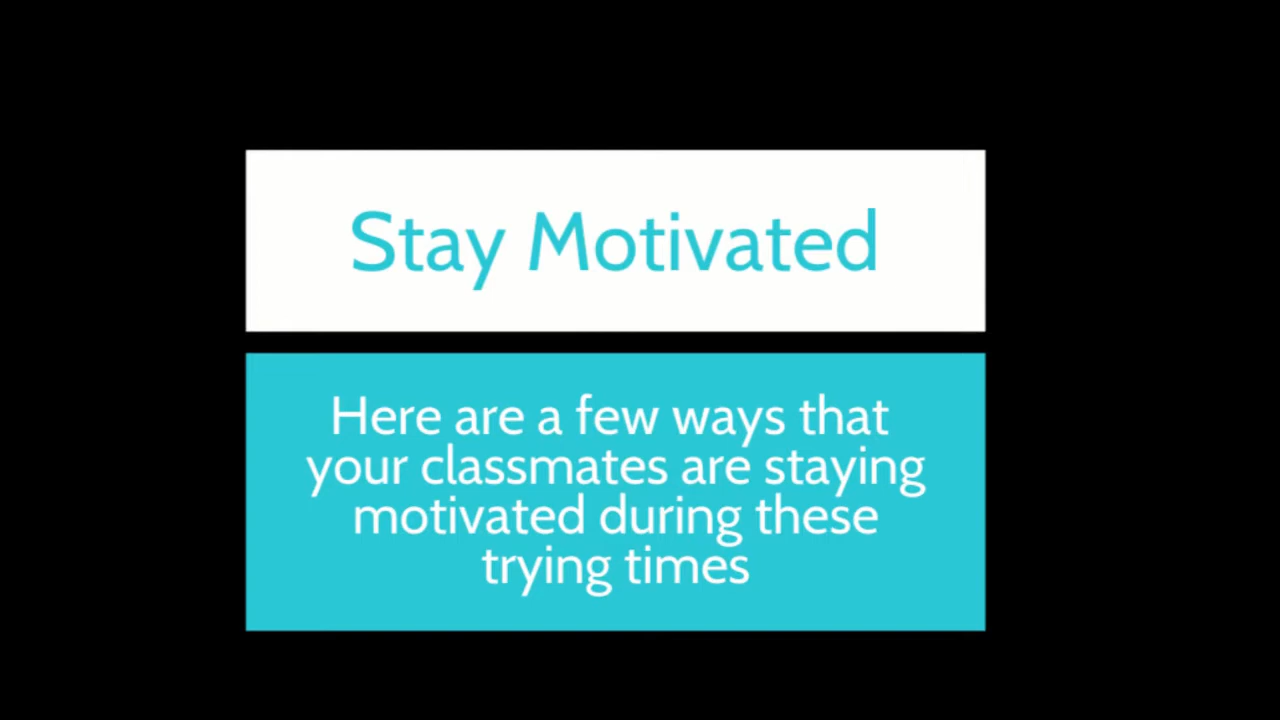 Stay Motivated
Here are a few ways that
your classmates are staying
motivated during these
trying times